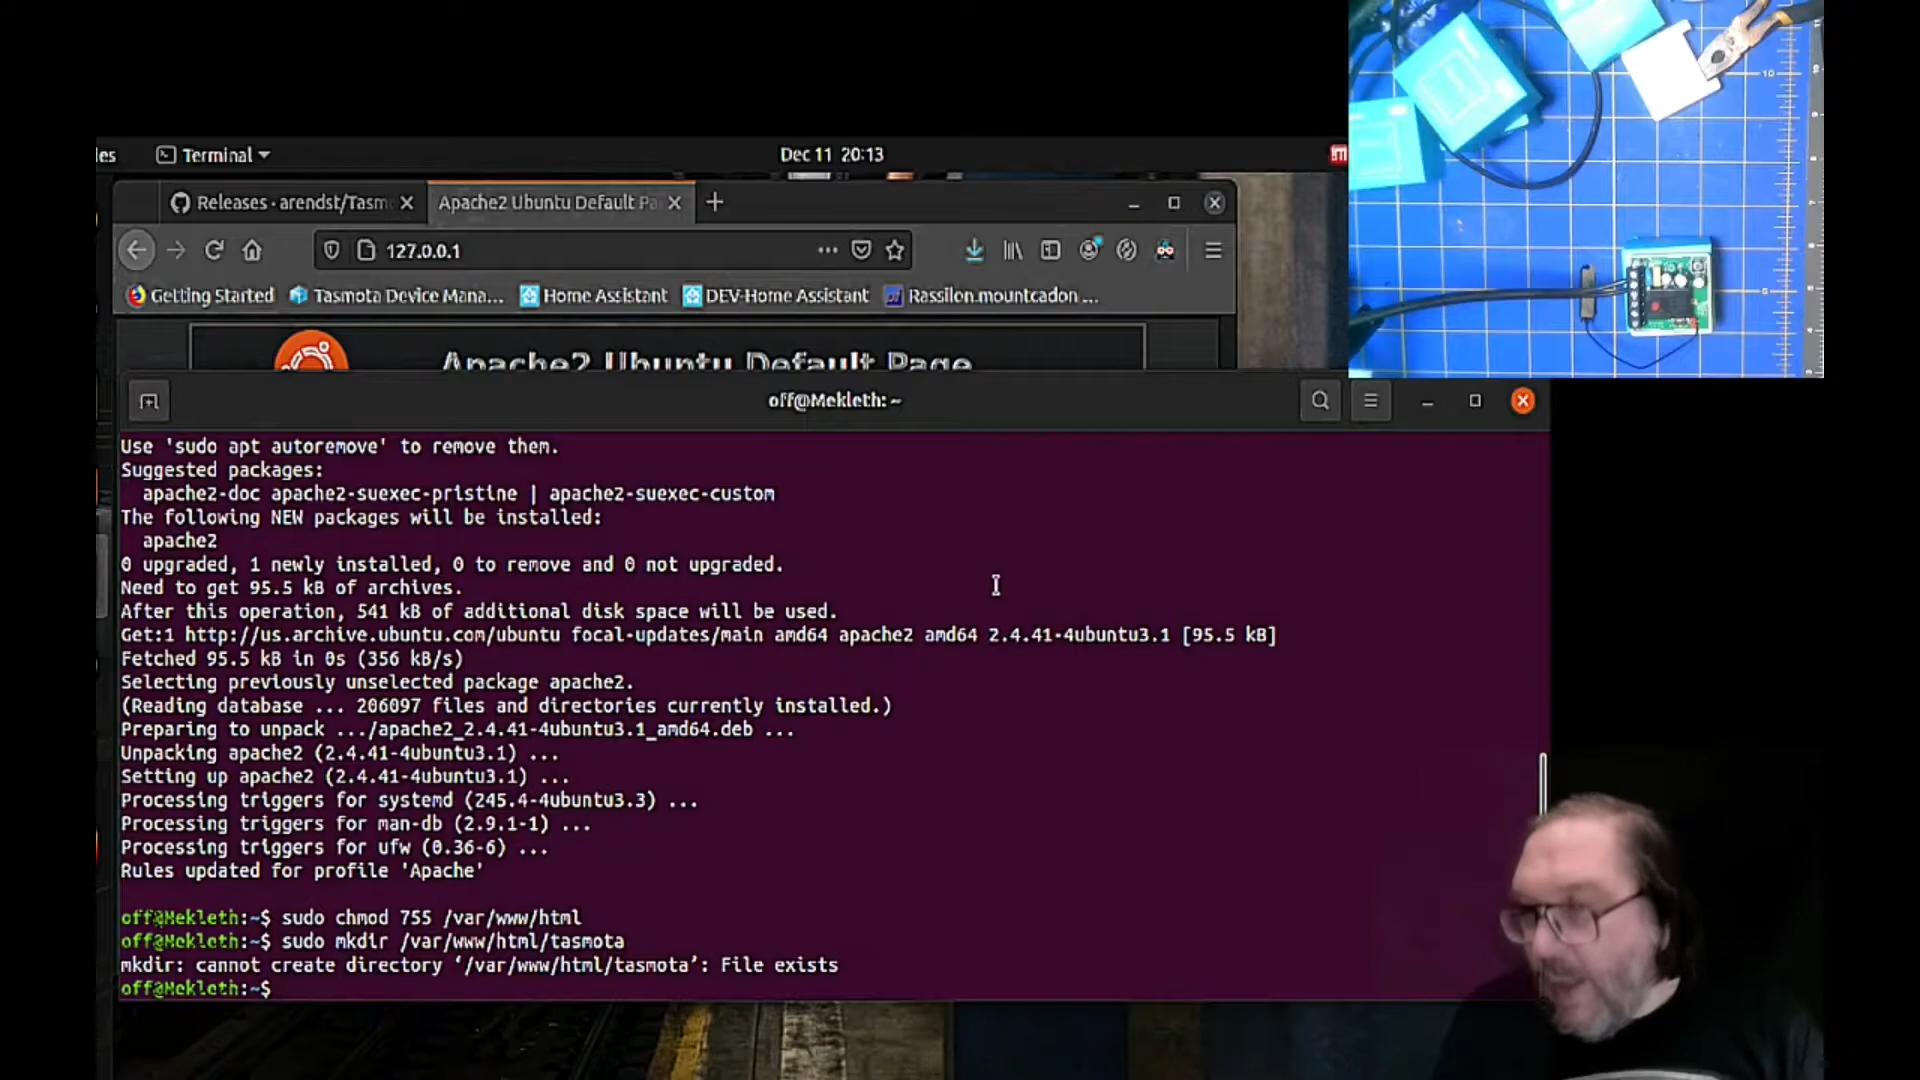 les
Terminal
Dec 11 20:13
Releases · arendst/Tasm
Apache2 Ubuntu Default Pa
127.0.0.1
Getting Started
Tasmota Device Mana...
Home Assistant
DEV-Home Assistant
Rassilon.mountcadon ...
Apache2 Ubuntu Default Page
off@Mekleth: ~
Use 'sudo apt autoremove' to remove them.
Suggested packages:
apache2-doc apache2-suexec-pristine | apache2-suexec-custom
The following NEW packages will be installed:
apache2
0 upgraded, 1 newly installed, 0 to remove and 0 not upgraded.
Need to get 95.5 kB of archives.
After this operation, 541 kB of additional disk space will be used.
Get:1 http://us.archive.ubuntu.com/ubuntu focal-updates/main amd64 apache2 amd64 2.4.41-4ubuntu3.1 [95.5 kB]
Fetched 95.5 kB in 0s (356 kB/s)
Selecting previously unselected package apache2.
(Reading database ... 206097 files and directories currently installed.)
Preparing to unpack .../apache2_2.4.41-4ubuntu3.1_amd64.deb ...
Unpacking apache2 (2.4.41-4ubuntu3.1) ...
Setting up apache2 (2.4.41-4ubuntu3.1) ...
Processing triggers for systemd (245.4-4ubuntu3.3) ...
Processing triggers for man-db (2.9.1-1) ...
Processing triggers for ufw (0.36-6) ...
Rules updated for profile 'Apache'
off@Mekleth:~$ sudo chmod 755 /var/www/html
off@Mekleth:~$ sudo mkdir /var/www/html/tasmota
mkdir: cannot create directory ‘/var/www/html/tasmota’: File exists
off@Mekleth:~$